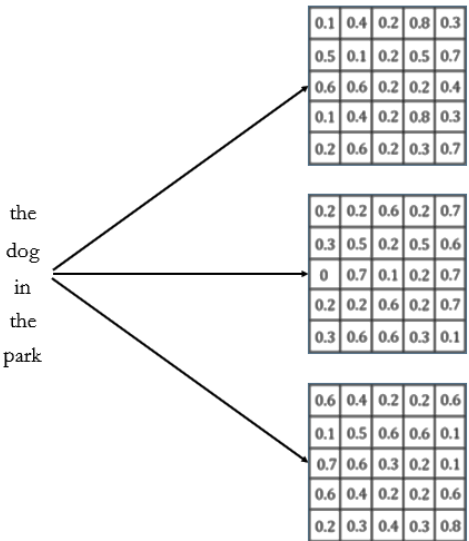 0.1 0.4 0.2 0.8 0.3
0.5 0.1 0.2 0.5 0.7
0.6 0.6 0.2 0.2 0.4
0.1 0.4 0.2 0.8 0.3
0.2 0.6 0.2 0.3 0.7
the
dog
in
the
park
0.2 0.2 0.6 0.2 0.7
0.3 0.5 0.2 0.5 0.6
0 0.7 0.1 0.2 0.7
0.2 0.2 0.6 0.2 0.7
0.3 0.6 0.6 0.3 0.1
0.6 0.4 0.2 0.2 0.6
0.1 0.5 0.6 0.6 0.1
0.7 0.6 0.3 0.2 0.1
0.6 0.4 0.2 0.2 0.6
0.2 0.3 0.4 0.3 0.8